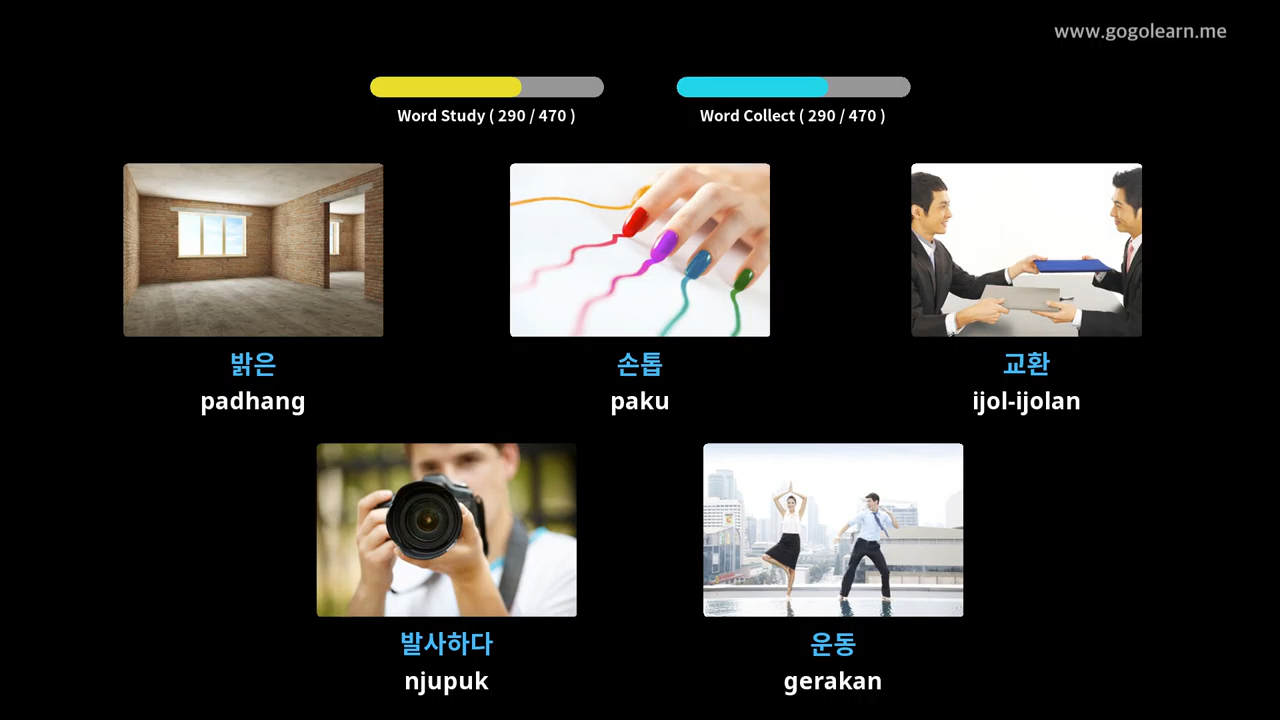 www.gogolearn.me
Word Study ( 290 / 470 )
Word Collect ( 290 / 470 )
밝은
padhang
손톱
paku
교환
ijol-ijolan
발사하다
njupuk
운동
gerakan